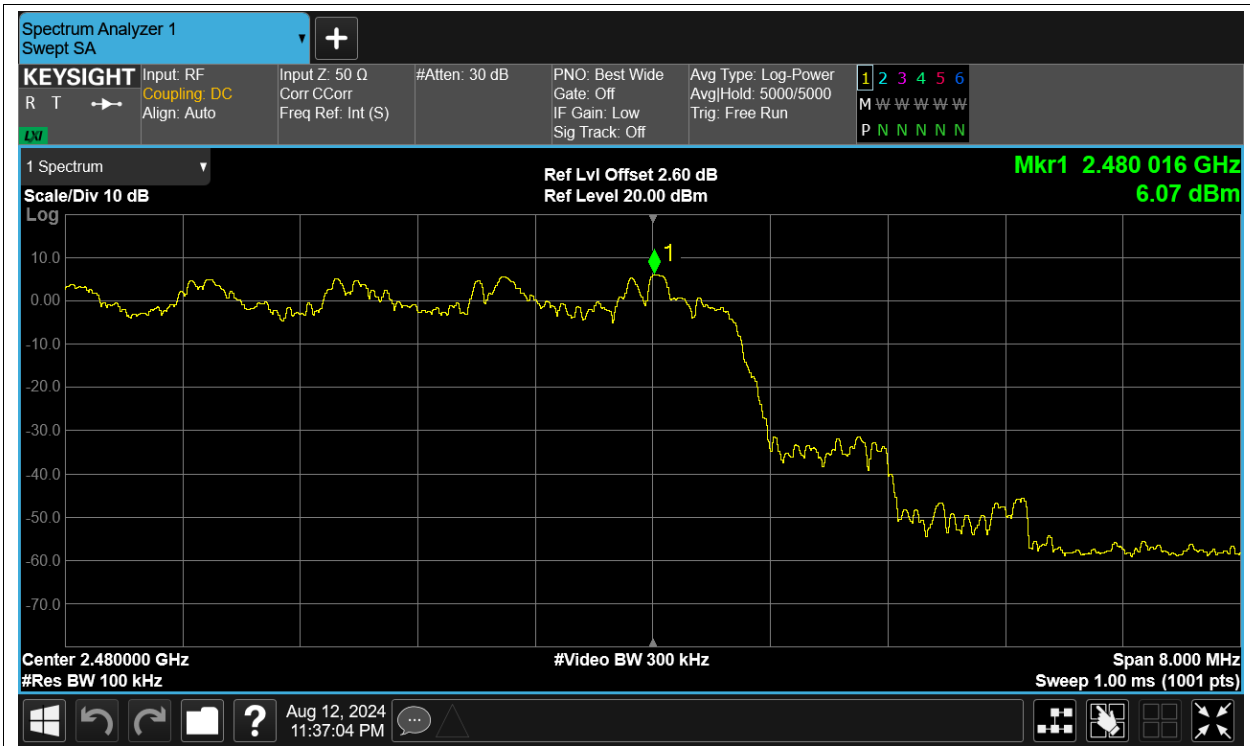 Spectrum Analyzer 1
Swept SA
KEYSIGHT
R T
LXI
Input: RF
Coupling: DC
Align: Auto
Input Z: 50 Ω
Corr CCorr
Freq Ref: Int (S)
#Atten: 30 dB
PNO: Best Wide
Gate: Off
IF Gain: Low
Sig Track: Off
Avg Type: Log-Power
Avg|Hold: 5000/5000
Trig: Free Run
1 2 3 4 5 6
M W W W W W
P N N N N N
1 Spectrum
Scale/Div 10 dB
Ref Lvl Offset 2.60 dB
Ref Level 20.00 dBm
Mkr1 2.480 016 GHz
6.07 dBm
Log
1
10.0
0.00
-10.0
-20.0
-30.0
-40.0
-50.0
-60.0
-70.0
Center 2.480000 GHz
#Video BW 300 kHz
Span 8.000 MHz
#Res BW 100 kHz
Sweep 1.00 ms (1001 pts)
?
Aug 12, 2024
11:37:04 PM